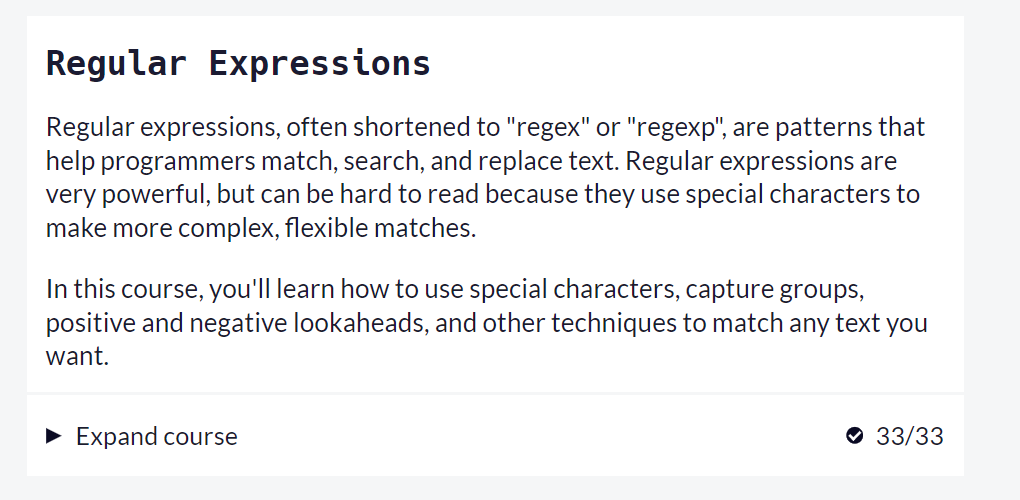 Regular Expressions
Regular expressions, often shortened to "regex" or "regexp", are patterns that
help programmers match, search, and replace text. Regular expressions are
very powerful, but can be hard to read because they use special characters to
make more complex, flexible matches.
In this course, you'll learn how to use special characters, capture groups,
positive and negative lookaheads, and other techniques to match any text you
want.
Expand course 33/33